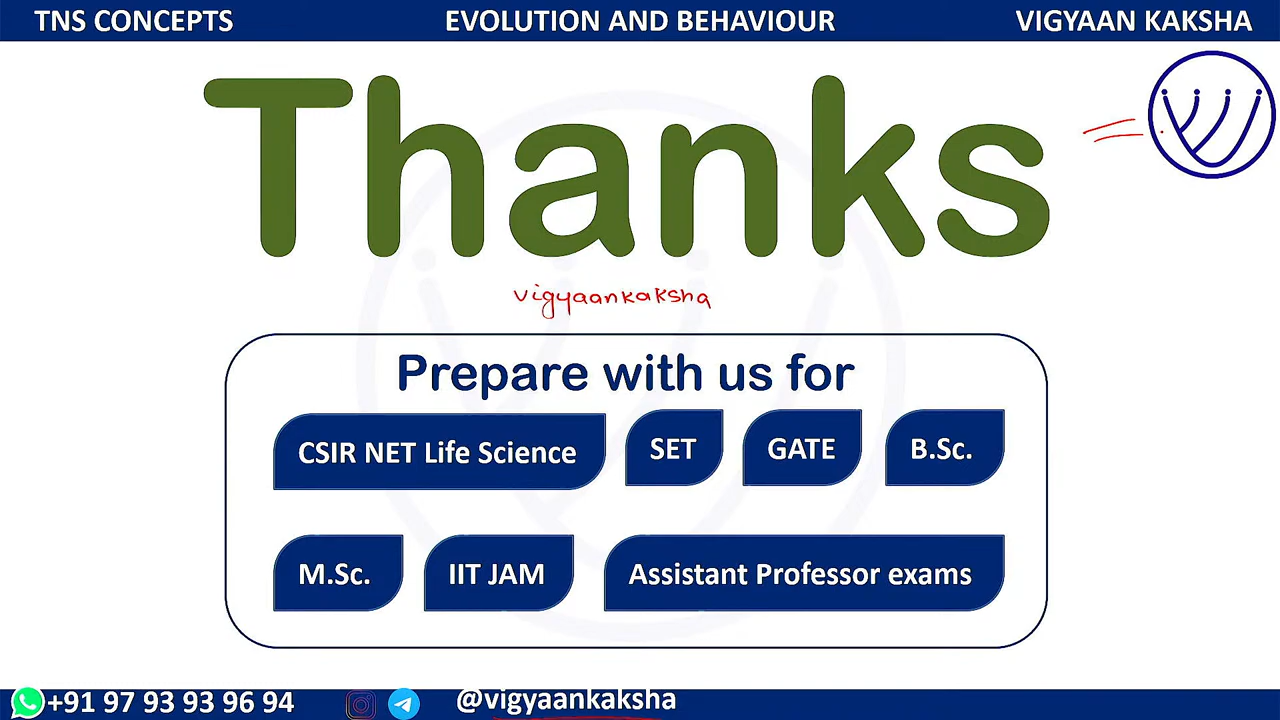 TNS CONCEPTS EVOLUTION AND BEHAVIOUR VIGYAAN KAKSHA
Thanks
vigyaankaksha
Prepare with us for
CSIR NET Life Science SET GATE B.Sc.
M.Sc. IIT JAM Assistant Professor exams
+91 97 93 93 96 94 @vigyaankaksha